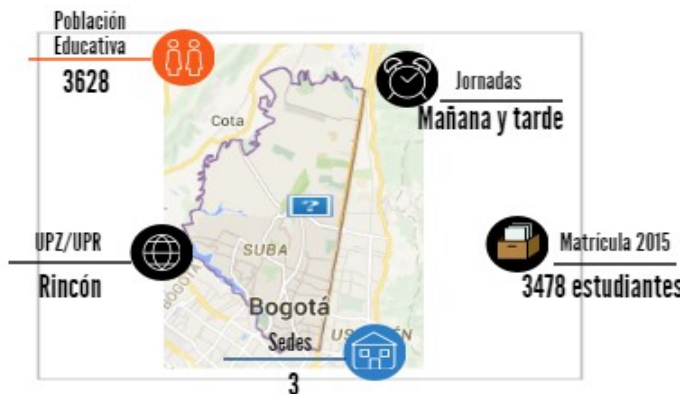 Población
Educativa
3628
Jornadas
Mañana y tarde
Cota
?
UPZ/UPR
Rincón
SUBA
Matrícula 2015
3478 estudiantes
Bogotá
Sedes
3